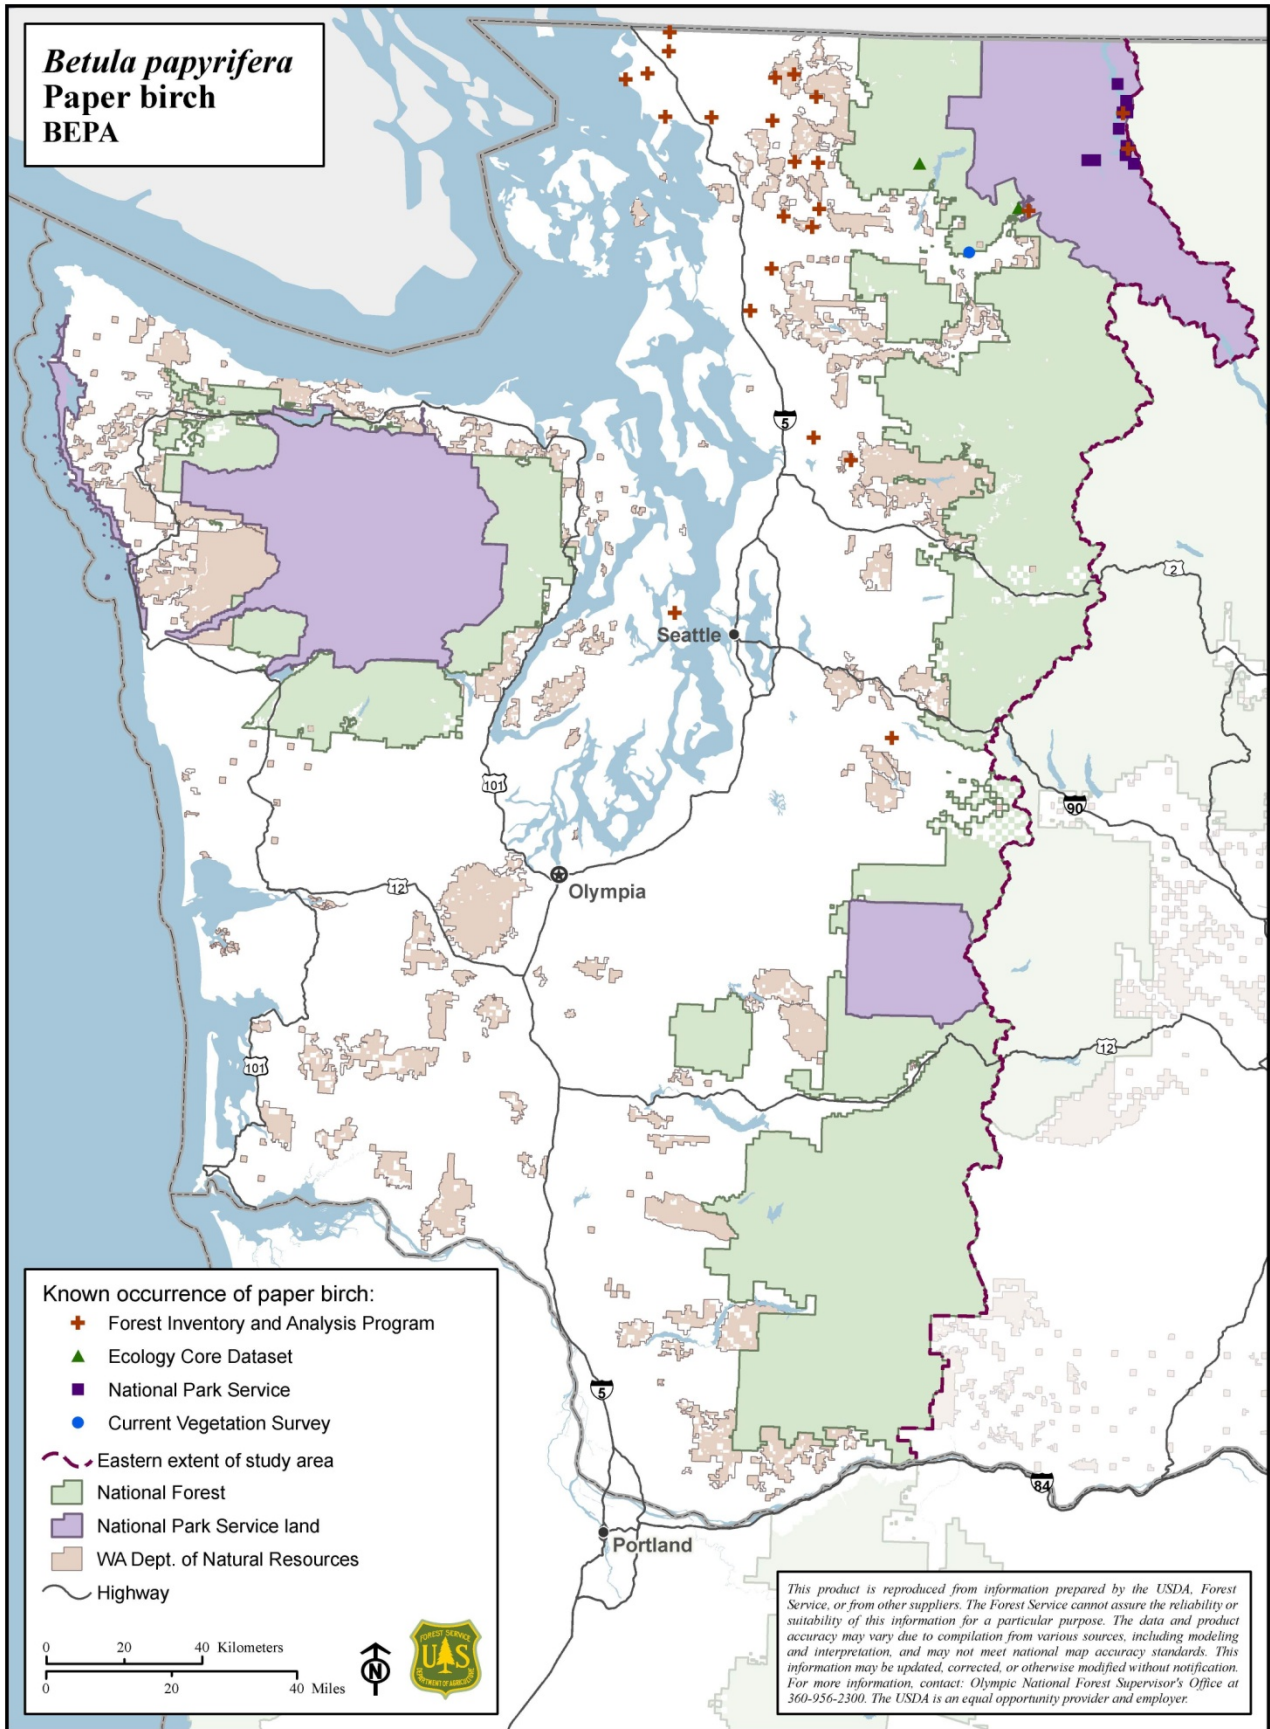 Betula papyrifera
Paper birch
BEPA
5
2
Seattle
101
90
12
Olympia
101
12
Known occurrence of paper birch:
Forest Inventory and Analysis Program
Ecology Core Dataset
National Park Service
Current Vegetation Survey
Eastern extent of study area
National Forest
National Park Service land
WA Dept. of Natural Resources
Highway
0 20 40 Kilometers
0 20 40 Miles
N
FOREST SERVICE
U S
DEPARTMENT OF AGRICULTURE
5
84
Portland
This product is reproduced from information prepared by the USDA, Forest
Service, or from other suppliers. The Forest Service cannot assure the reliability or
suitability of this information for a particular purpose. The data and product
accuracy may vary due to compilation from various sources, including modeling
and interpretation, and may not meet national map accuracy standards. This
information may be updated, corrected, or otherwise modified without notification.
For more information, contact: Olympic National Forest Supervisor's Office at
360-956-2300. The USDA is an equal opportunity provider and employer.